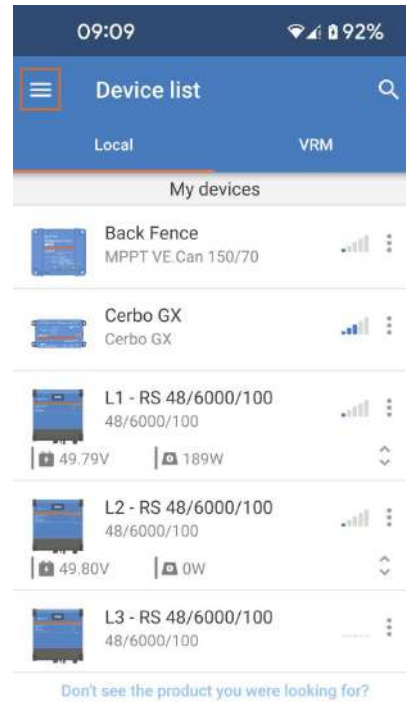 09:09 92%
Device list
Local VRM
My devices
Back Fence
MPPT VE.Can 150/70
Cerbo GX
Cerbo GX
L1 - RS 48/6000/100
48/6000/100
49.79V 189W
L2 - RS 48/6000/100
48/6000/100
49.80V 0W
L3 - RS 48/6000/100
48/6000/100
Don't see the product you were looking for?